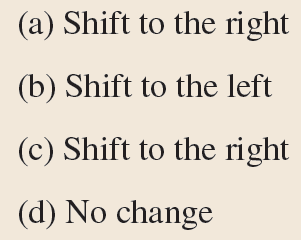 (a) Shift to the right
(b) Shift to the left
(c) Shift to the right
(d) No change